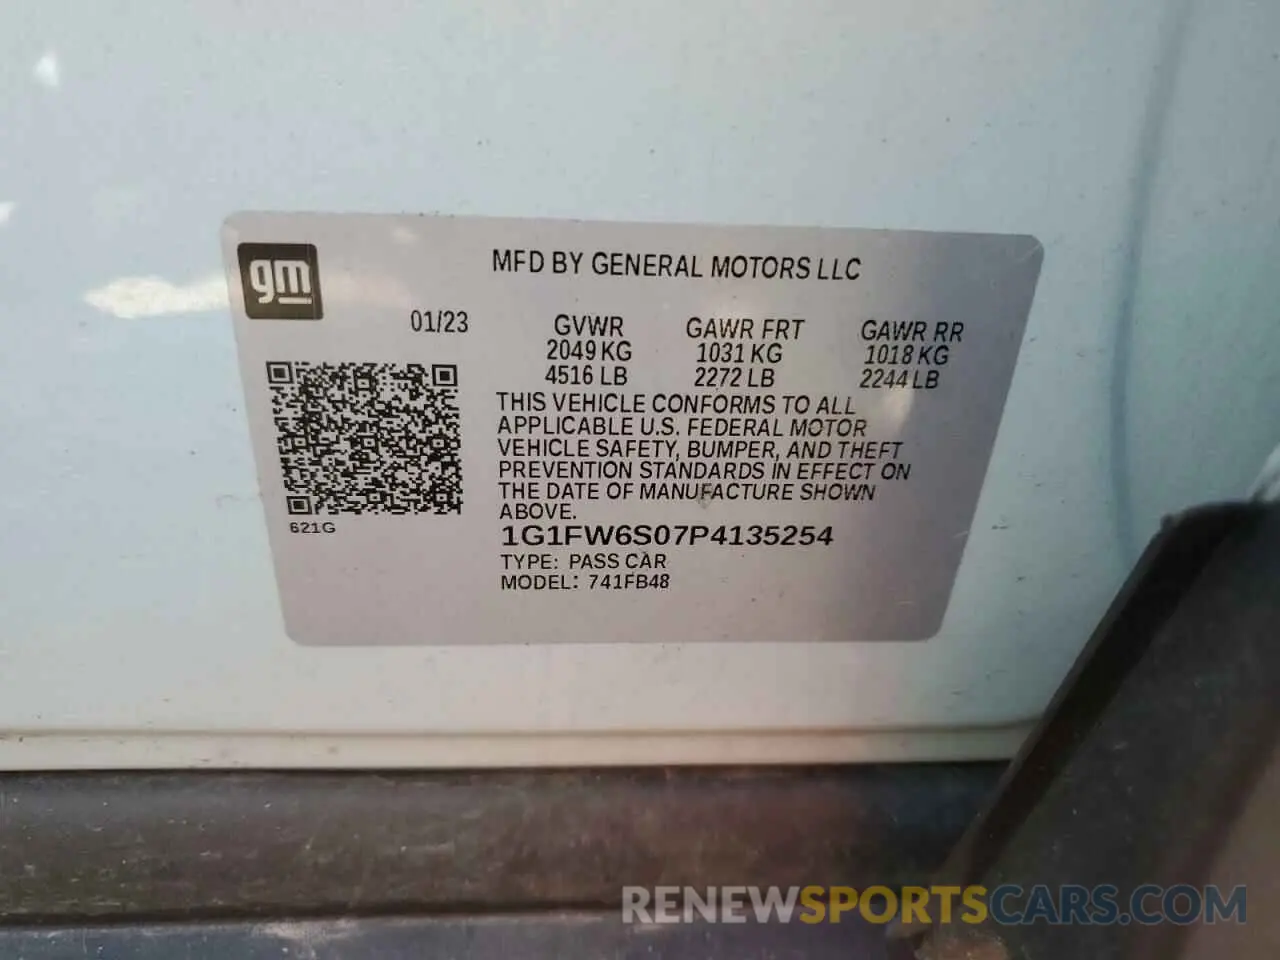 gm
MFD BY GENERAL MOTORS LLC
01/23
GVWR GAWR FRT GAWR RR
2049 KG 1031 KG 1018 KG
4516 LB 2272 LB 2244 LB
THIS VEHICLE CONFORMS TO ALL
APPLICABLE U.S. FEDERAL MOTOR
VEHICLE SAFETY, BUMPER, AND THEFT
PREVENTION STANDARDS IN EFFECT ON
THE DATE OF MANUFACTURE SHOWN
ABOVE.
621G
1G1FW6S07P4135254
TYPE: PASS CAR
MODEL: 741FB48
RENEWSPORTSCARS.COM